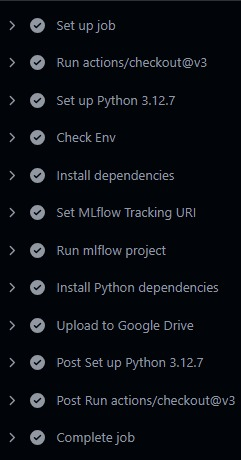 Set up job
Run actions/checkout@v3
Set up Python 3.12.7
Check Env
Install dependencies
Set MLflow Tracking URI
Run mlflow project
Install Python dependencies
Upload to Google Drive
Post Set up Python 3.12.7
Post Run actions/checkout@v3
Complete job